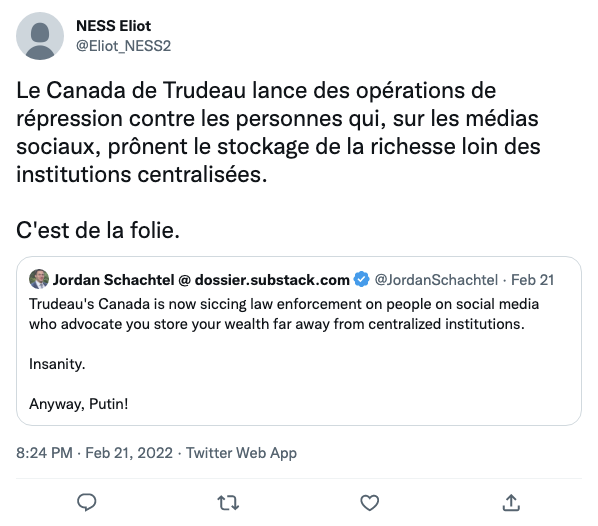 NESS Eliot
@Eliot_NESS2
Le Canada de Trudeau lance des opérations de
répression contre les personnes qui, sur les médias
sociaux, prônent le stockage de la richesse loin des
institutions centralisées.
C'est de la folie.
Jordan Schachtel @ dossier.substack.com @JordanSchachtel · Feb 21
Trudeau's Canada is now siccing law enforcement on people on social media
who advocate you store your wealth far away from centralized institutions.
Insanity.
Anyway, Putin!
8:24 PM · Feb 21, 2022 · Twitter Web App